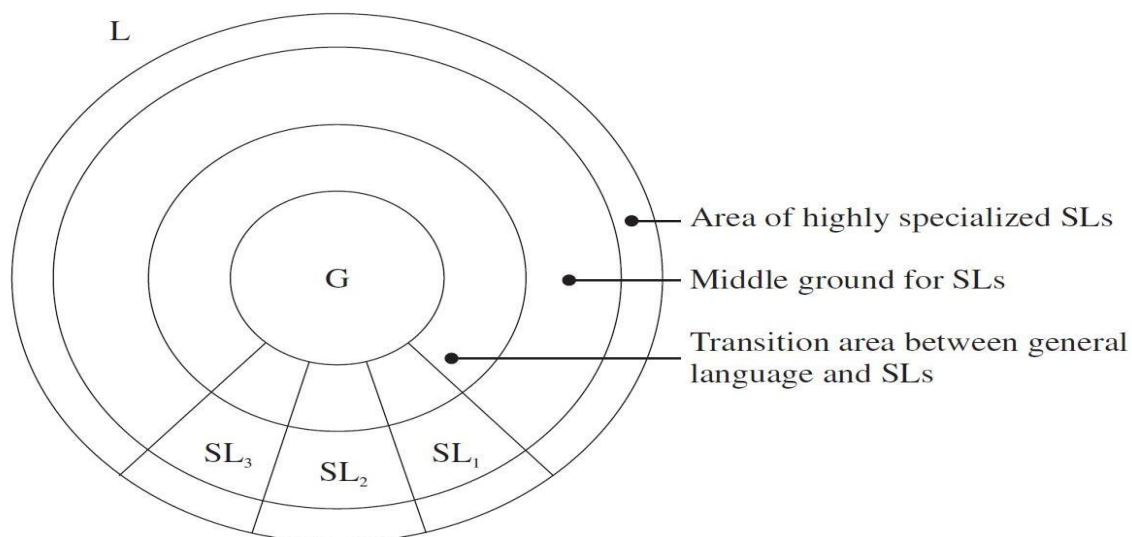 L
G
Area of highly specialized SLs
Middle ground for SLs
Transition area between general
language and SLs
SL₃
SL₂
SL₁